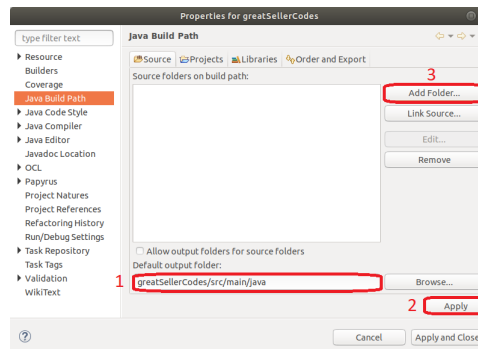 Properties for greatSellerCodes
type filter text
Java Build Path
Resource
Builders
Coverage
Java Build Path
Java Code Style
Java Compiler
Java Editor
Javadoc Location
OCL
Papyrus
Project Natures
Project References
Refactoring History
Run/Debug Settings
Task Repository
Task Tags
Validation
WikiText
Source Projects Libraries Order and Export
Source folders on build path:
3
Add Folder...
Link Source...
Edit...
Remove
Allow output folders for source folders
Default output folder:
1 greatSellerCodes/src/main/java Browse...
2 Apply
Cancel Apply and Close